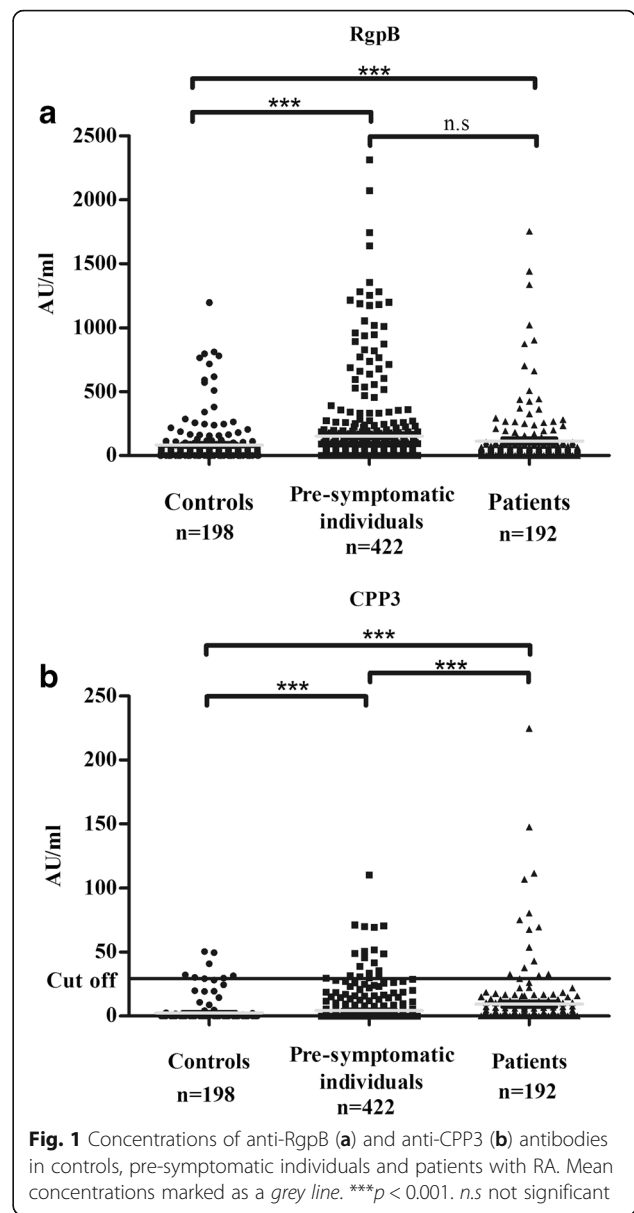 RgpB
***
a
***
n.s
2500
2000
1500
1000
500
0
AU/ml
Controls
n=198
Pre-symptomatic
individuals
n=422
Patients
n=192
CPP3
***
b
***
***
250
200
150
100
50
Cut off
0
AU/ml
Controls
n=198
Pre-symptomatic
individuals
n=422
Patients
n=192
Fig. 1 Concentrations of anti-RgpB (a) and anti-CPP3 (b) antibodies
in controls, pre-symptomatic individuals and patients with RA. Mean
concentrations marked as a grey line. ***p < 0.001. n.s not significant